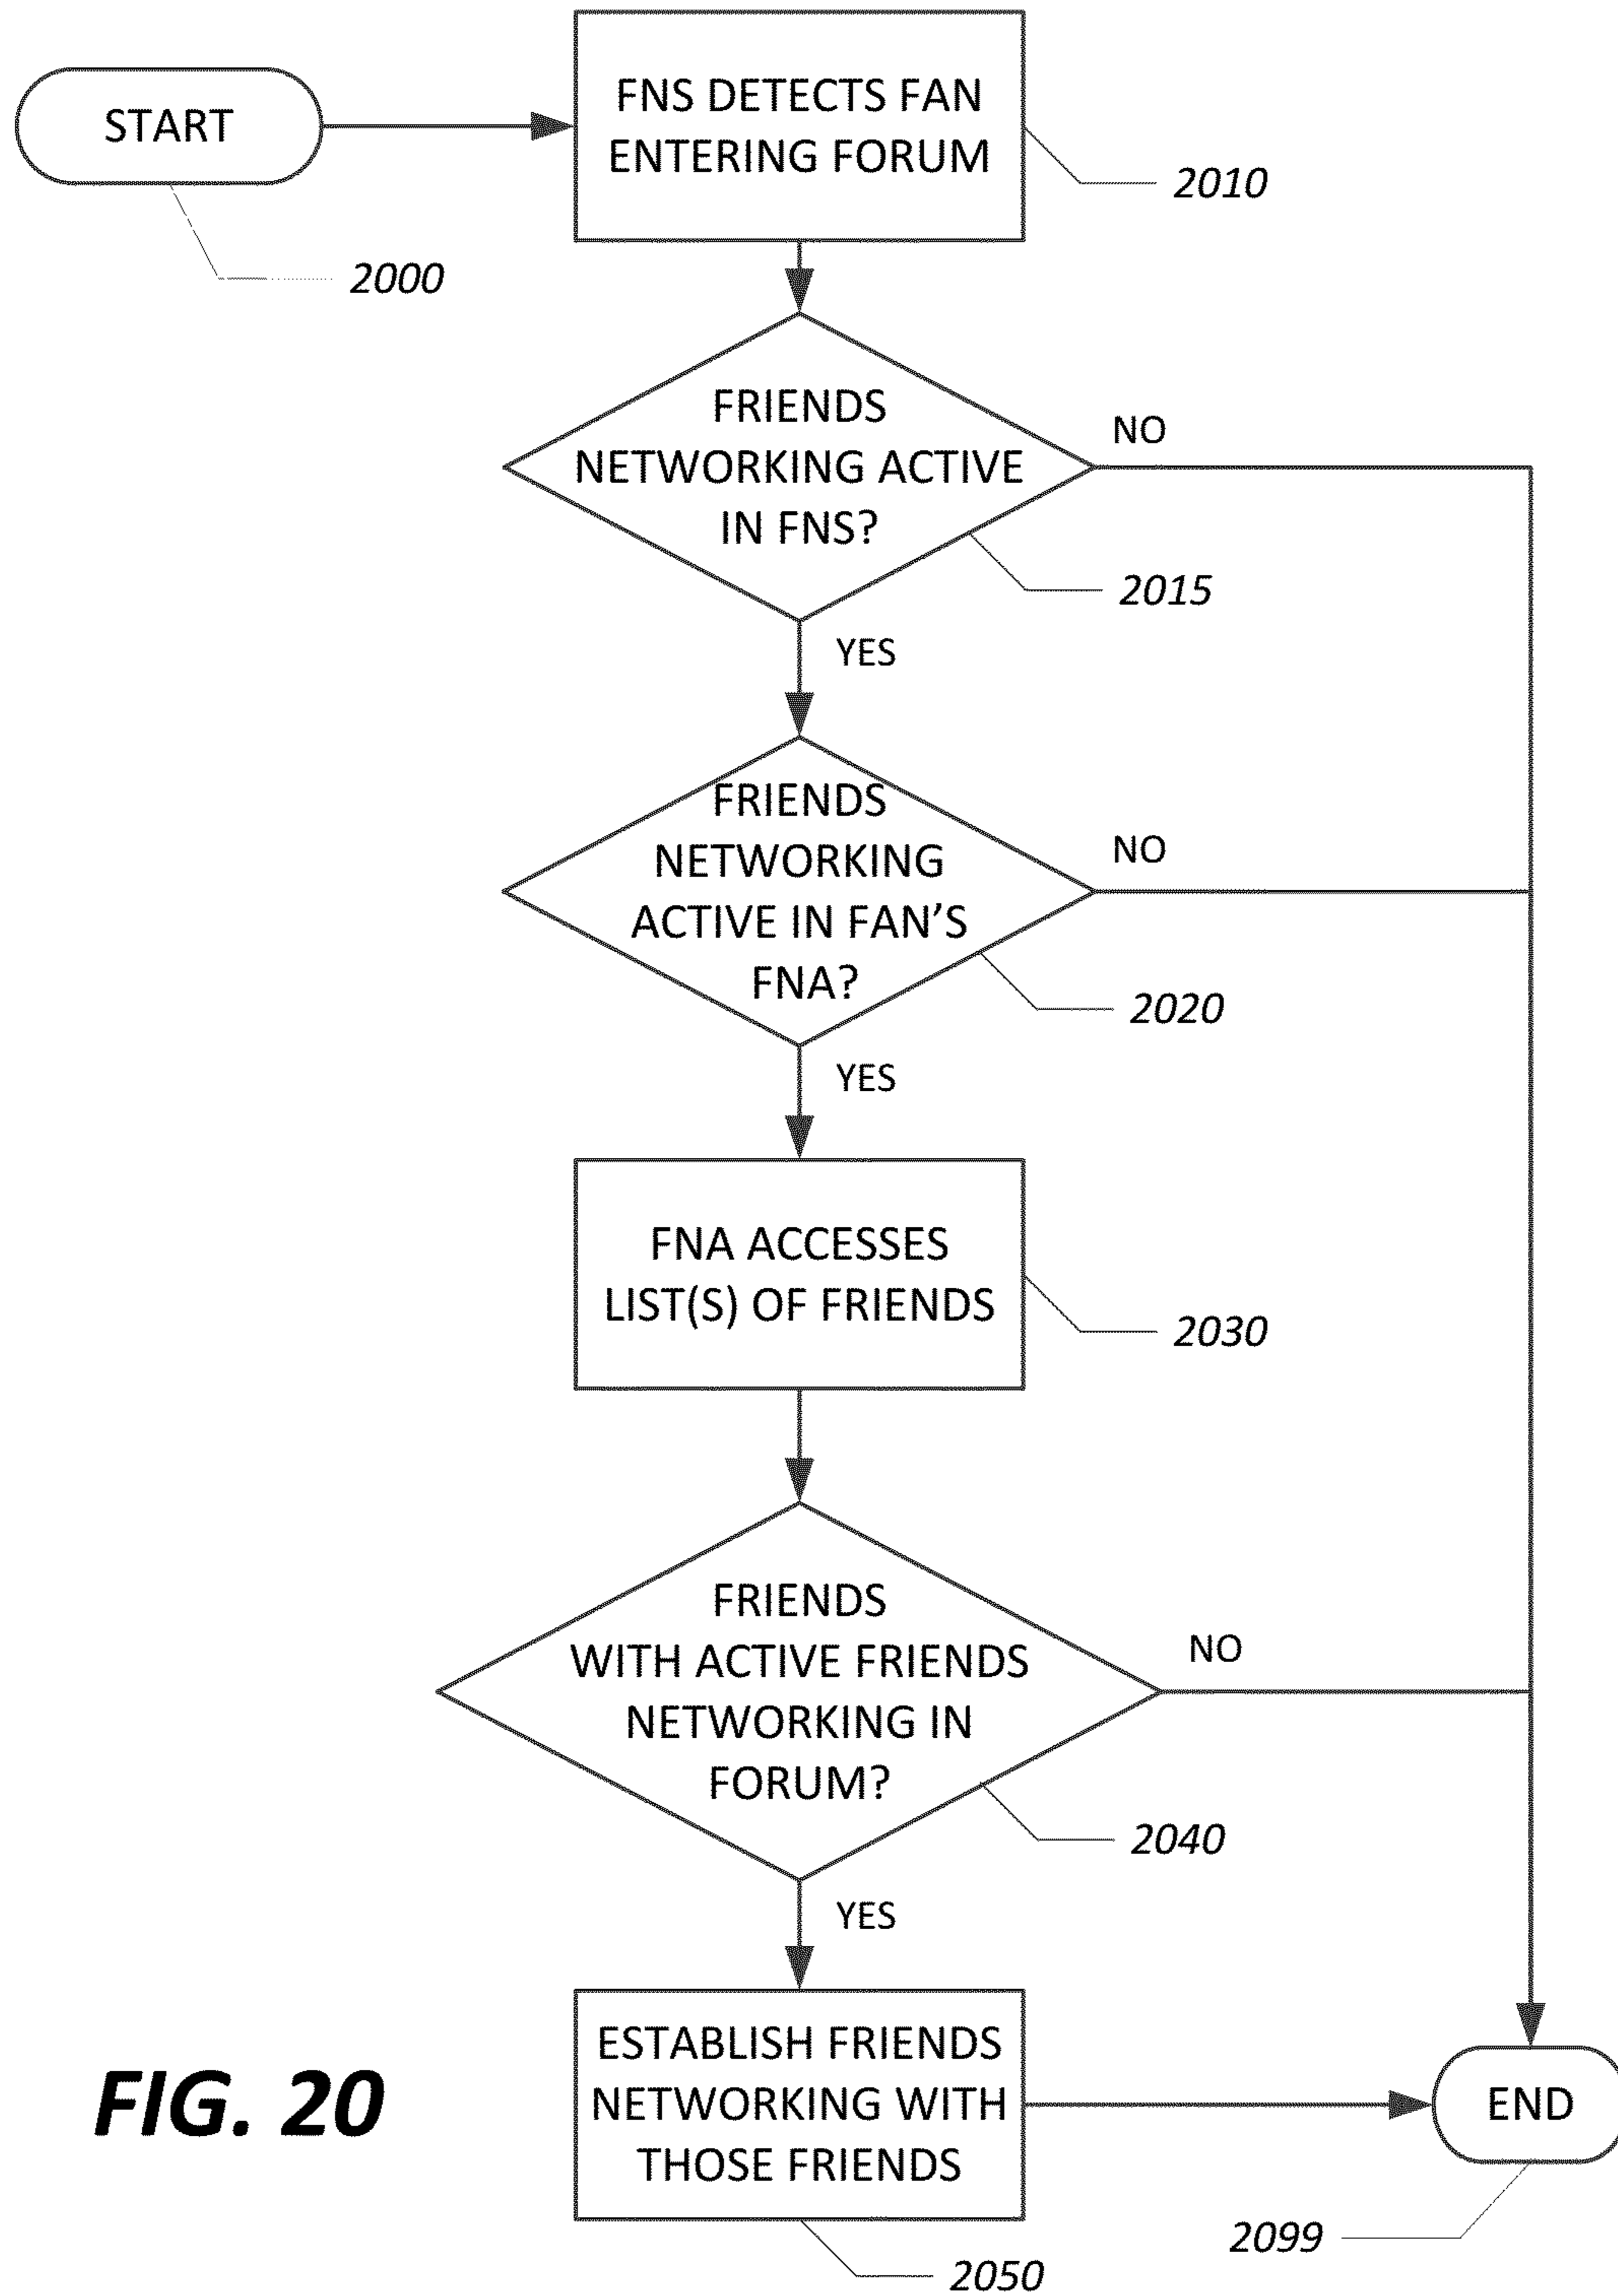 START
2000
FNS DETECTS FAN
ENTERING FORUM
2010
FRIENDS
NETWORKING ACTIVE
IN FNS?
NO
2015
YES
FRIENDS
NETWORKING
ACTIVE IN FAN'S
FNA?
NO
2020
YES
FNA ACCESSES
LIST(S) OF FRIENDS
2030
FRIENDS
WITH ACTIVE FRIENDS
NETWORKING IN
FORUM?
NO
2040
YES
ESTABLISH FRIENDS
NETWORKING WITH
THOSE FRIENDS
2050
END
2099
FIG. 20